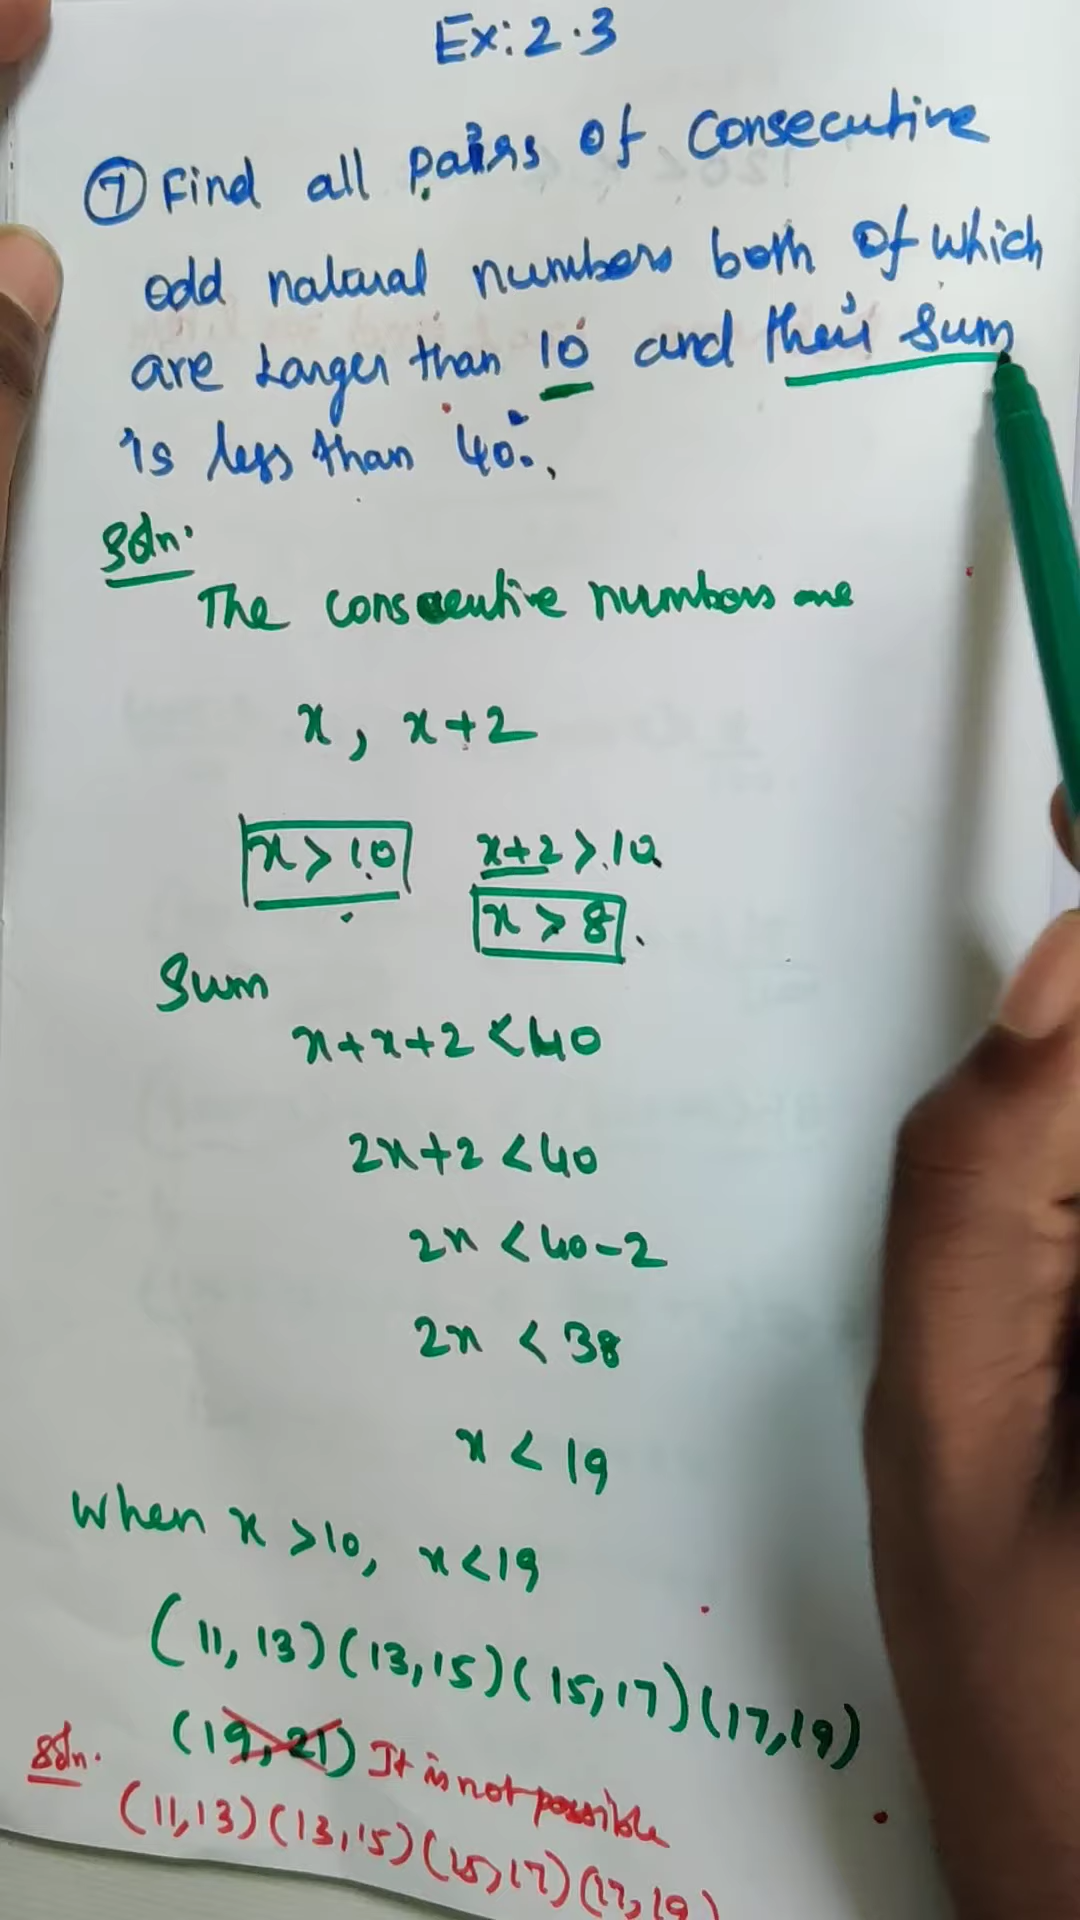 Ex: 2.3
⑦ Find all pairs of consecutive
odd natural numbers both of which
are Larger than 10 and their sum
is less than 40.,
Soln.
The consecutive numbers are
x, x+2
x > 10 x+2 > 10
x > 8.
Sum
x+x+2 < 40
2x+2 < 40
2x < 40-2
2x < 38
x < 19
When x > 10, x < 19
(11, 13) (13, 15) (15, 17) (17, 19)
(19, 21) It is not possible
Soln.
(11, 13) (13, 15) (15, 17) (17, 19)